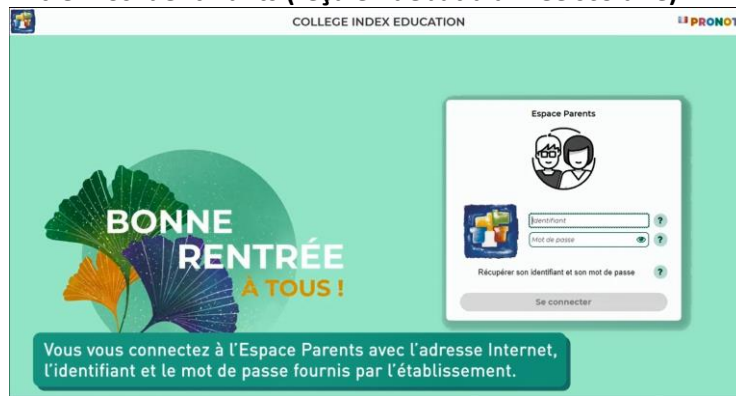 COLLEGE INDEX EDUCATION
PRONOT
Espace Parents
BONNE
RENTRÉE
À TOUS !
Identifiant
?
Mot de passe
?
Récupérer son identifiant et son mot de passe
?
Se connecter
Vous vous connectez à l'Espace Parents avec l'adresse Internet,
l'identifiant et le mot de passe fournis par l'établissement.